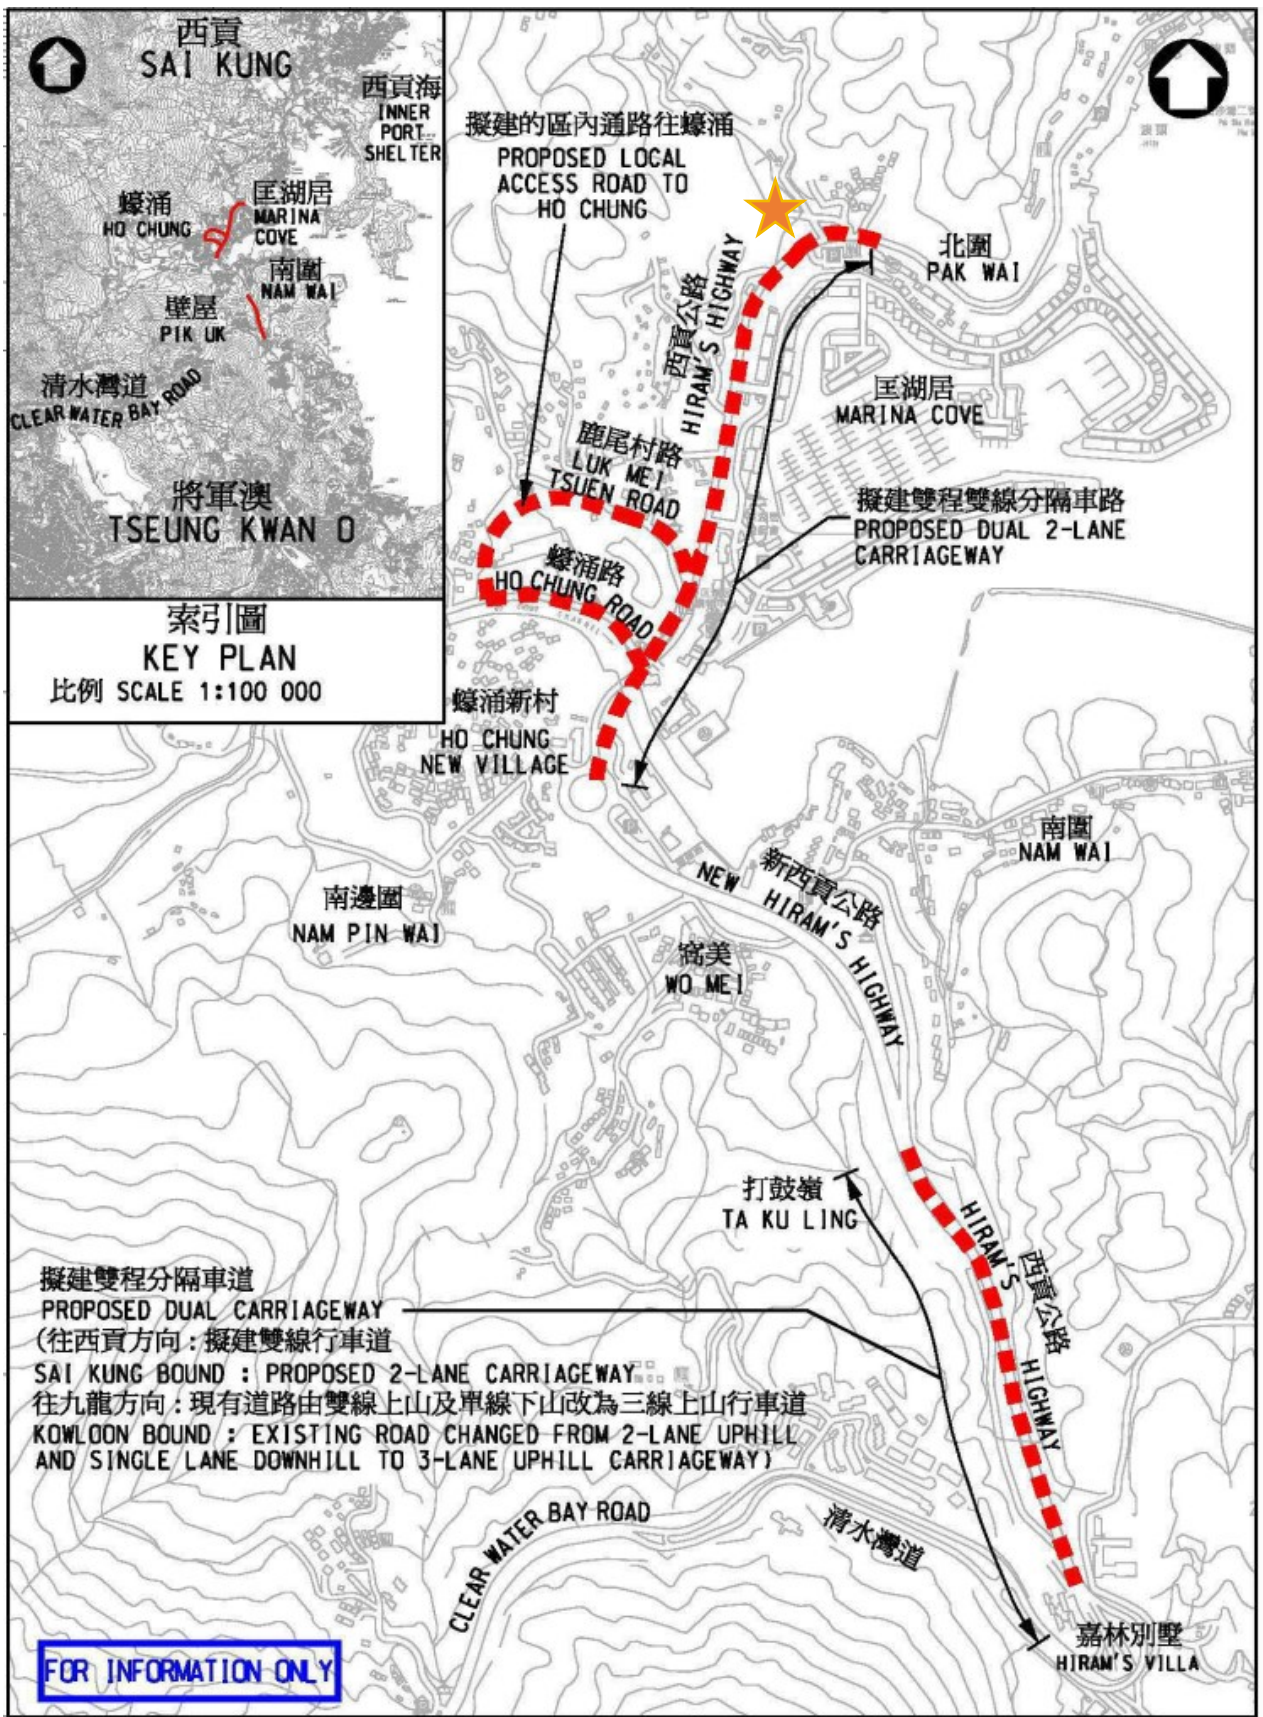 西貢
SAI KUNG
西貢海
INNER
PORT
SHELTER
蠔涌
HO CHUNG
匡湖居
MARINA
COVE
南圍
NAM WAI
壁屋
PIK UK
清水灣道
CLEAR WATER BAY ROAD
將軍澳
TSEUNG KWAN O
索引圖
KEY PLAN
比例 SCALE 1:100 000
擬建的區內通路往蠔涌
PROPOSED LOCAL
ACCESS ROAD TO
HO CHUNG
西貢公路
HIRAM'S HIGHWAY
北圍
PAK WAI
匡湖居
MARINA COVE
鹿尾村路
LUK MEI
TSUEN ROAD
擬建雙程雙線分隔車路
PROPOSED DUAL 2-LANE
CARRIAGEWAY
蠔涌路
HO CHUNG ROAD
蠔涌新村
HO CHUNG
NEW VILLAGE
南圍
NAM WAI
新西貢公路
NEW HIRAM'S HIGHWAY
南邊圍
NAM PIN WAI
窩美
WO MEI
打鼓嶺
TA KU LING
西貢公路
HIRAM'S HIGHWAY
擬建雙程分隔車道
PROPOSED DUAL CARRIAGEWAY
(往西貢方向：擬建雙線行車道
SAI KUNG BOUND : PROPOSED 2-LANE CARRIAGEWAY
往九龍方向：現有道路由雙線上山及單線下山改為三線上山行車道
KOWLOON BOUND : EXISTING ROAD CHANGED FROM 2-LANE UPHILL
AND SINGLE LANE DOWNHILL TO 3-LANE UPHILL CARRIAGEWAY)
CLEAR WATER BAY ROAD
清水灣道
嘉林別墅
HIRAM'S VILLA
FOR INFORMATION ONLY